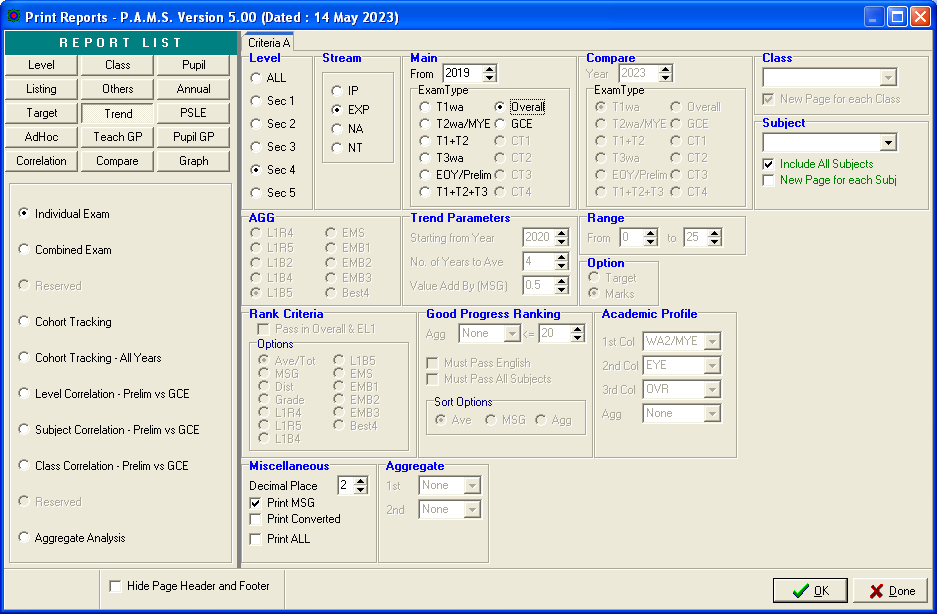 Print Reports - P.A.M.S. Version 5.00 (Dated : 14 May 2023)
REPORT LIST
Level Class Pupil
Listing Others Annual
Target Trend PSLE
AdHoc Teach GP Pupil GP
Correlation Compare Graph
Individual Exam
Combined Exam
Reserved
Cohort Tracking
Cohort Tracking - All Years
Level Correlation - Prelim vs GCE
Subject Correlation - Prelim vs GCE
Class Correlation - Prelim vs GCE
Reserved
Aggregate Analysis
Criteria A
Level
ALL
Sec 1
Sec 2
Sec 3
Sec 4
Sec 5
Stream
IP
EXP
NA
NT
Main
From 2019
ExamType
T1wa Overall
T2wa/MYE GCE
T1+T2 CT1
T3wa CT2
EOY/Prelim CT3
T1+T2+T3 CT4
Compare
Year 2023
ExamType
T1wa Overall
T2wa/MYE GCE
T1+T2 CT1
T3wa CT2
EOY/Prelim CT3
T1+T2+T3 CT4
Class
New Page for each Class
Subject
Include All Subjects
New Page for each Subj
AGG
L1R4 EMS
L1R5 EMB1
L1B2 EMB2
L1B4 EMB3
L1B5 Best4
Trend Parameters
Starting from Year 2020
No. of Years to Ave 4
Value Add By (MSG) 0.5
Range
From 0 to 25
Option
Target
Marks
Rank Criteria
Pass in Overall & EL1
Options
Ave/Tot L1B5
MSG EMS
Dist EMB1
Grade EMB2
L1R4 EMB3
L1R5 Best4
L1B4
Good Progress Ranking
Agg None <= 20
Must Pass English
Must Pass All Subjects
Sort Options
Ave MSG Agg
Academic Profile
1st Col WA2/MYE
2nd Col EYE
3rd Col OVR
Agg None
Miscellaneous
Decimal Place 2
Print MSG
Print Converted
Print ALL
Aggregate
1st None
2nd None
Hide Page Header and Footer
OK Done